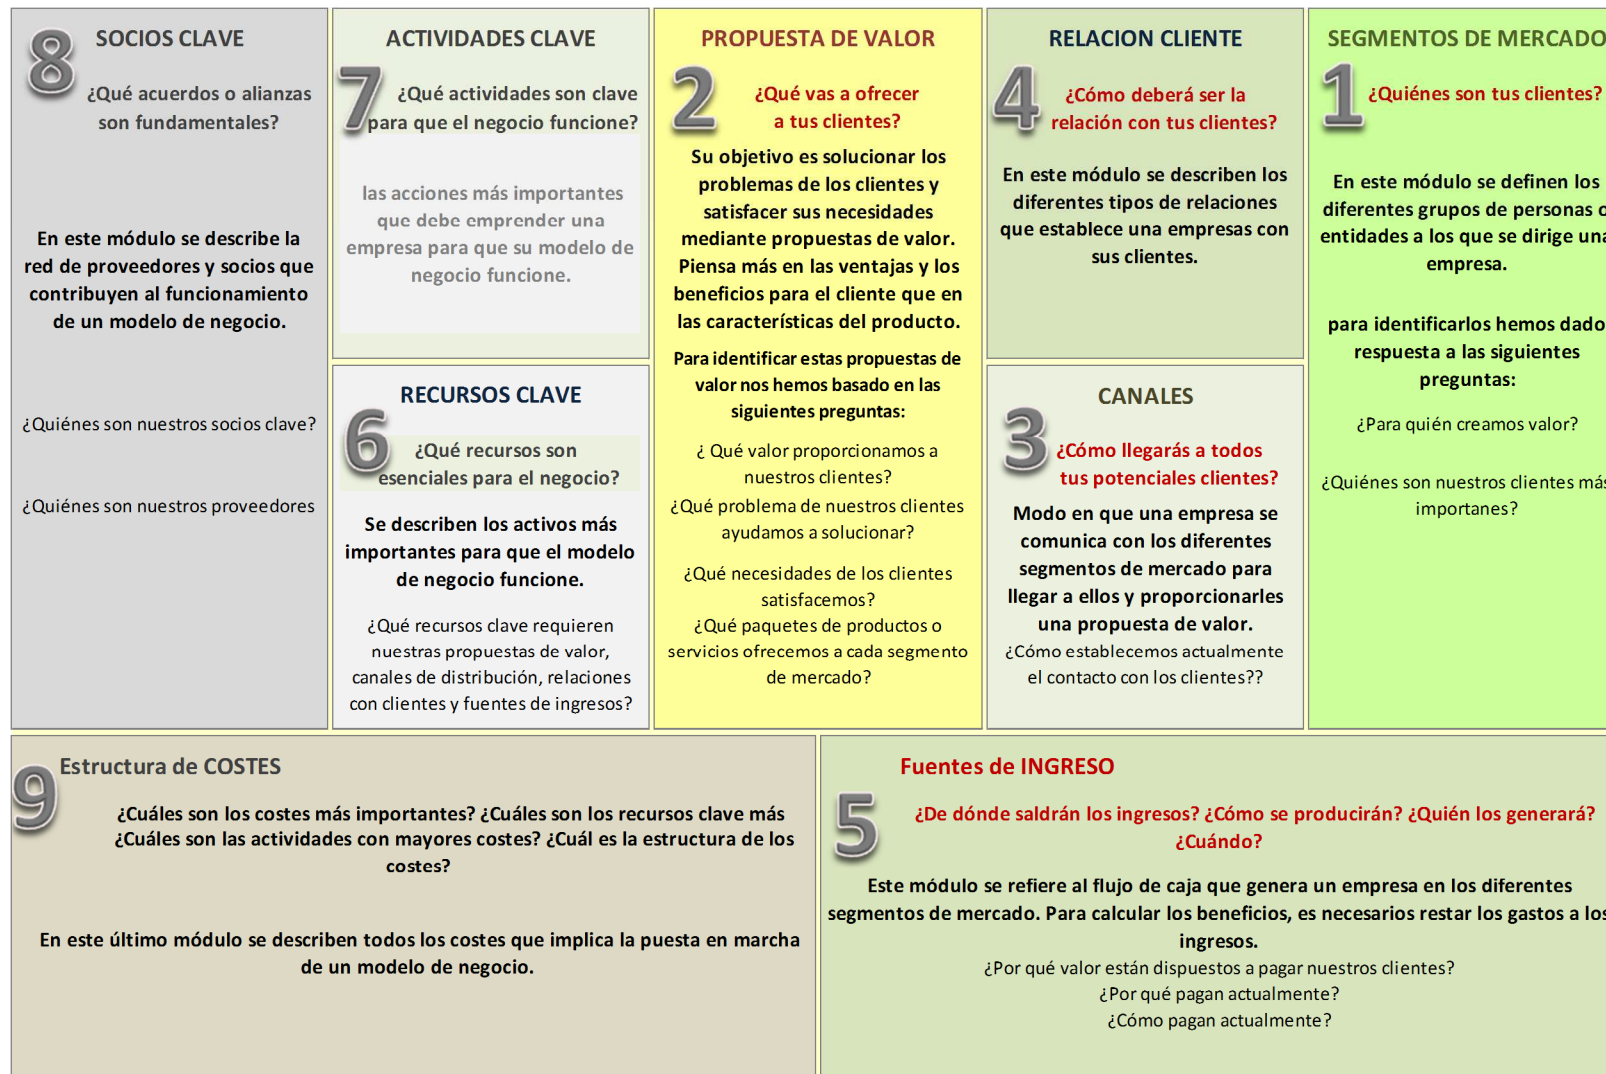 8
SOCIOS CLAVE
¿Qué acuerdos o alianzas
son fundamentales?
En este módulo se describe la
red de proveedores y socios que
contribuyen al funcionamiento
de un modelo de negocio.
¿Quiénes son nuestros socios clave?
¿Quiénes son nuestros proveedores
ACTIVIDADES CLAVE
7
¿Qué actividades son clave
para que el negocio funcione?
las acciones más importantes
que debe emprender una
empresa para que su modelo de
negocio funcione.
RECURSOS CLAVE
6
¿Qué recursos son
esenciales para el negocio?
Se describen los activos más
importantes para que el modelo
de negocio funcione.
¿Qué recursos clave requieren
nuestras propuestas de valor,
canales de distribución, relaciones
con clientes y fuentes de ingresos?
PROPUESTA DE VALOR
2
¿Qué vas a ofrecer
a tus clientes?
Su objetivo es solucionar los
problemas de los clientes y
satisfacer sus necesidades
mediante propuestas de valor.
Piensa más en las ventajas y los
beneficios para el cliente que en
las características del producto.
Para identificar estas propuestas de
valor nos hemos basado en las
siguientes preguntas:
¿ Qué valor proporcionamos a
nuestros clientes?
¿Qué problema de nuestros clientes
ayudamos a solucionar?
¿Qué necesidades de los clientes
satisfacemos?
¿Qué paquetes de productos o
servicios ofrecemos a cada segmento
de mercado?
RELACION CLIENTE
4
¿Cómo deberá ser la
relación con tus clientes?
En este módulo se describen los
diferentes tipos de relaciones
que establece una empresas con
sus clientes.
CANALES
3
¿Cómo llegarás a todos
tus potenciales clientes?
Modo en que una empresa se
comunica con los diferentes
segmentos de mercado para
llegar a ellos y proporcionarles
una propuesta de valor.
¿Cómo establecemos actualmente
el contacto con los clientes??
SEGMENTOS DE MERCADO
1
¿Quiénes son tus clientes?
En este módulo se definen los
diferentes grupos de personas o
entidades a los que se dirige una
empresa.
para identificarlos hemos dado
respuesta a las siguientes
preguntas:
¿Para quién creamos valor?
¿Quiénes son nuestros clientes más
importanes?
9
Estructura de COSTES
¿Cuáles son los costes más importantes? ¿Cuáles son los recursos clave más
¿Cuáles son las actividades con mayores costes? ¿Cuál es la estructura de los
costes?
En este último módulo se describen todos los costes que implica la puesta en marcha
de un modelo de negocio.
Fuentes de INGRESO
5
¿De dónde saldrán los ingresos? ¿Cómo se producirán? ¿Quién los generará?
¿Cuándo?
Este módulo se refiere al flujo de caja que genera un empresa en los diferentes
segmentos de mercado. Para calcular los beneficios, es necesarios restar los gastos a los
ingresos.
¿Por qué valor están dispuestos a pagar nuestros clientes?
¿Por qué pagan actualmente?
¿Cómo pagan actualmente?